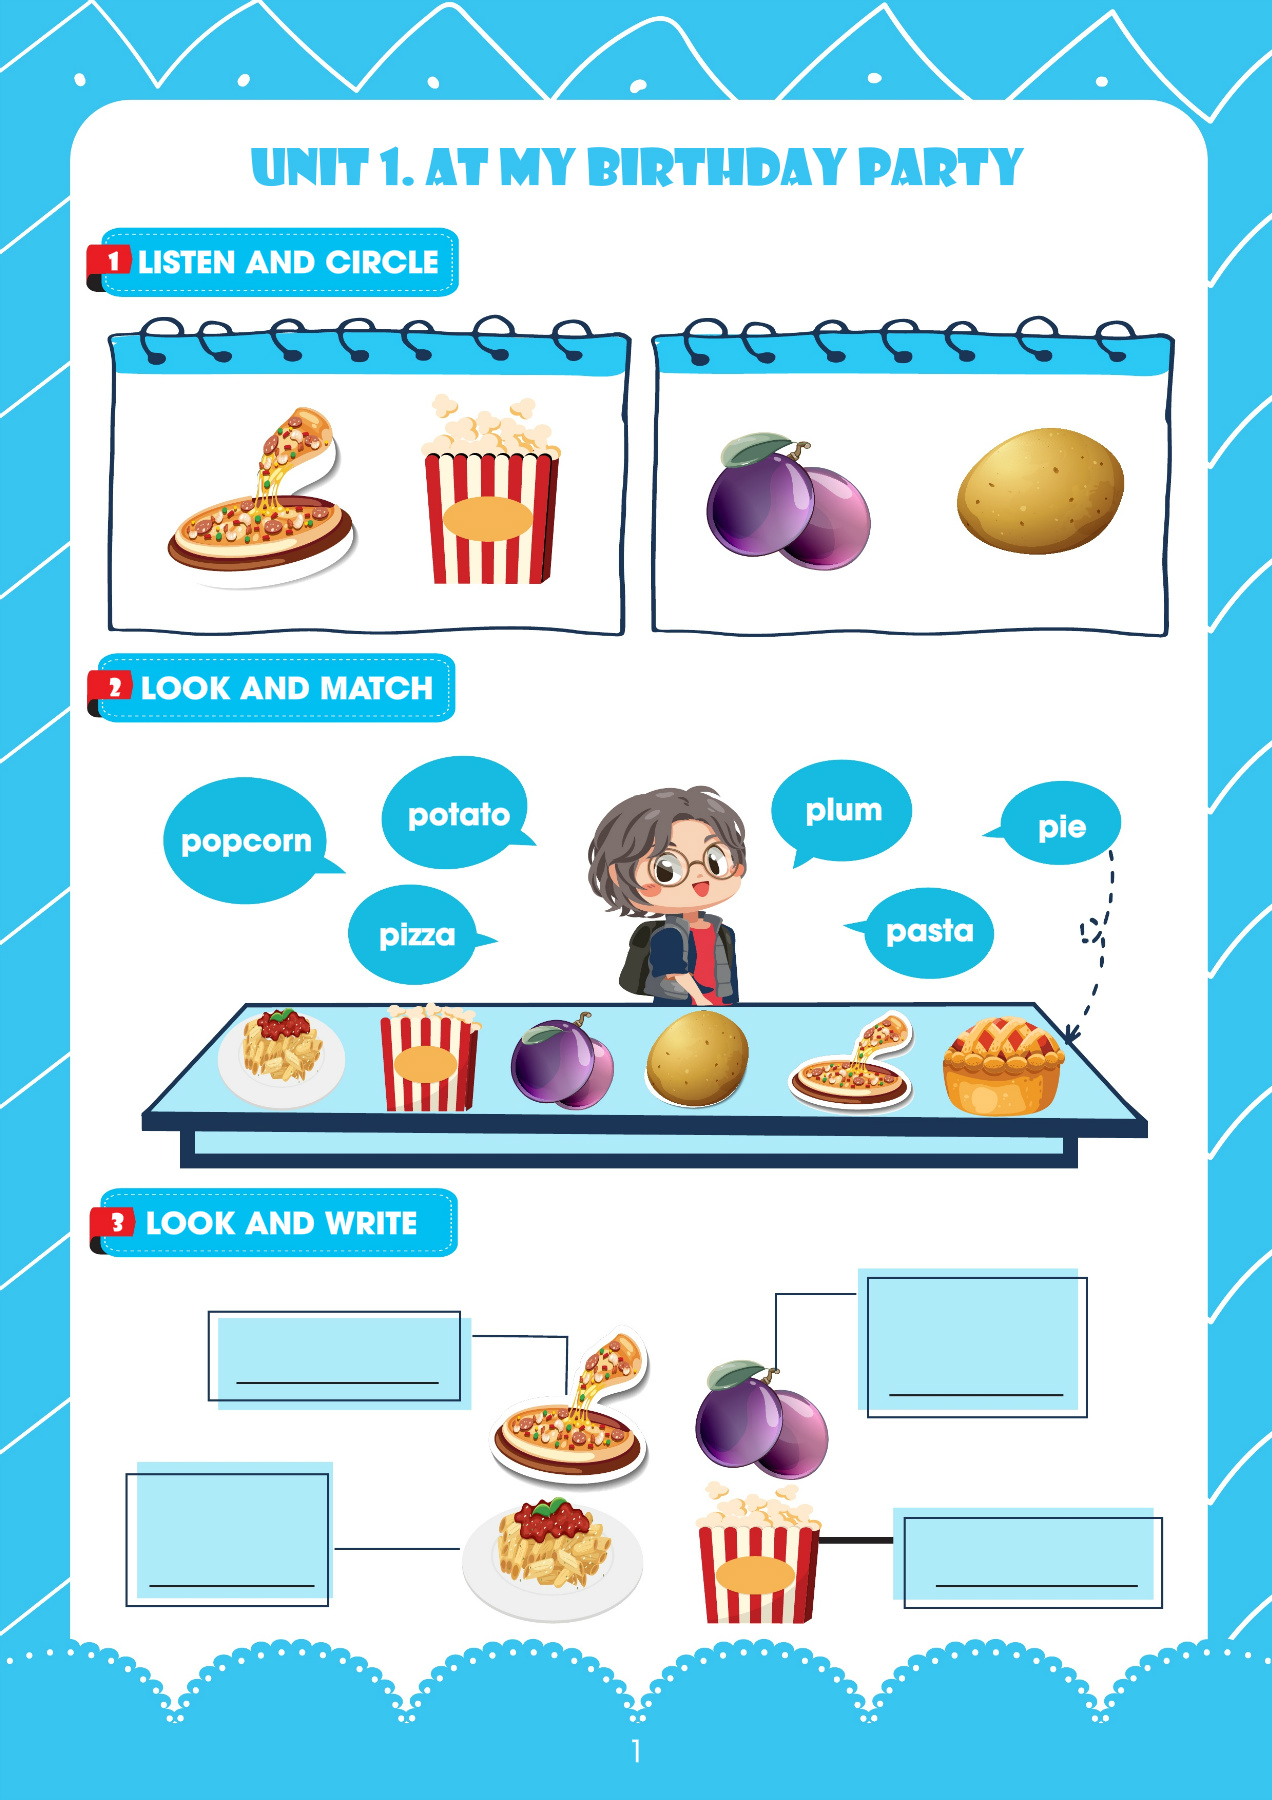 UNIT 1. AT MY BIRTHDAY PARTY
1 LISTEN AND CIRCLE
2 LOOK AND MATCH
popcorn
potato
plum
pie
pizza
pasta
3 LOOK AND WRITE
1